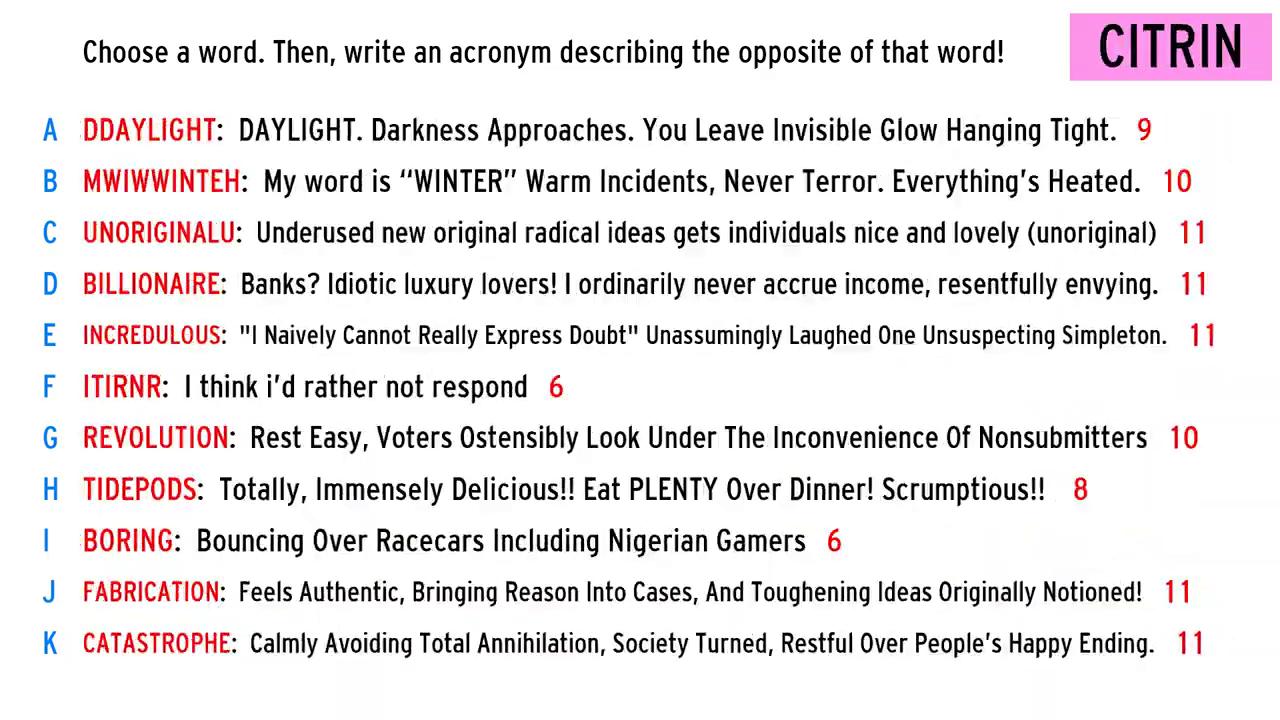 Choose a word. Then, write an acronym describing the opposite of that word!
CITRIN
A DDAYLIGHT: DAYLIGHT. Darkness Approaches. You Leave Invisible Glow Hanging Tight. 9
B MWIWWINTEH: My word is “WINTER” Warm Incidents, Never Terror. Everything’s Heated. 10
C UNORIGINALU: Underused new original radical ideas gets individuals nice and lovely (unoriginal) 11
D BILLIONAIRE: Banks? Idiotic luxury lovers! I ordinarily never accrue income, resentfully envying. 11
E INCREDULOUS: "I Naively Cannot Really Express Doubt" Unassumingly Laughed One Unsuspecting Simpleton. 11
F ITIRNR: I think i’d rather not respond 6
G REVOLUTION: Rest Easy, Voters Ostensibly Look Under The Inconvenience Of Nonsubmitters 10
H TIDEPODS: Totally, Immensely Delicious!! Eat PLENTY Over Dinner! Scrumptious!! 8
I BORING: Bouncing Over Racecars Including Nigerian Gamers 6
J FABRICATION: Feels Authentic, Bringing Reason Into Cases, And Toughening Ideas Originally Notioned! 11
K CATASTROPHE: Calmly Avoiding Total Annihilation, Society Turned, Restful Over People’s Happy Ending. 11